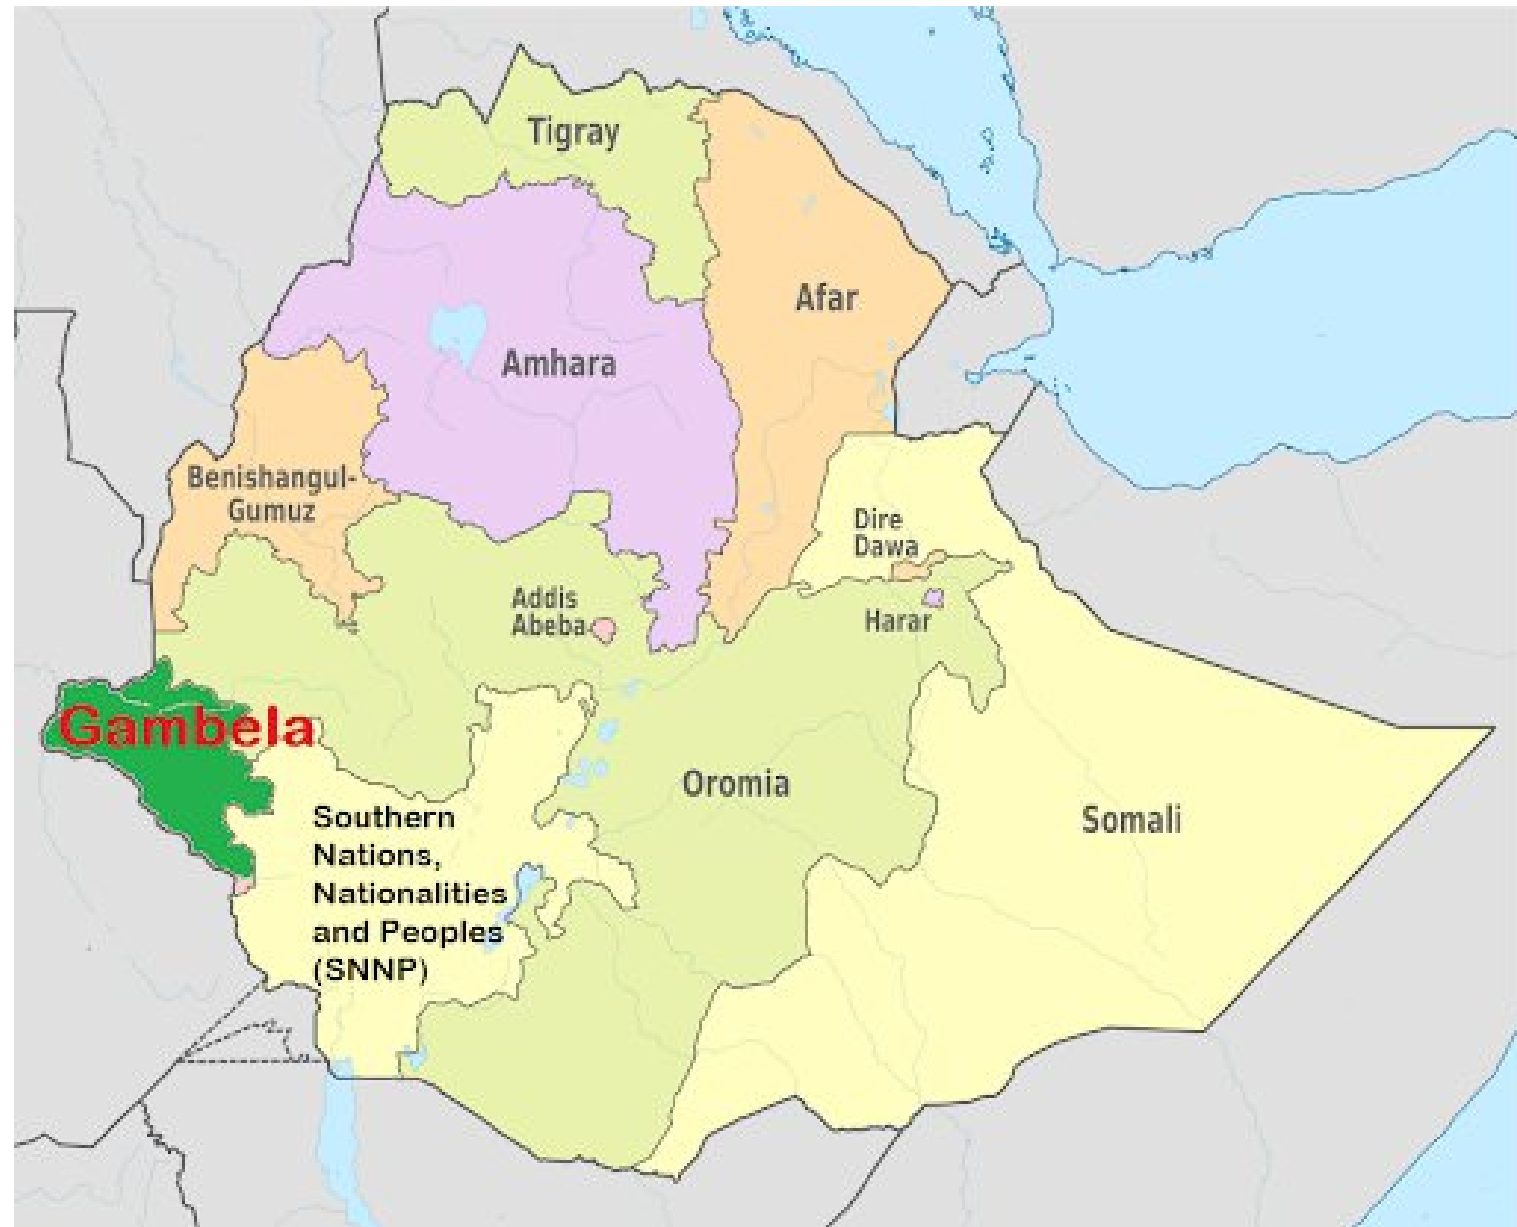 Tigray
Afar
Amhara
Benishangul-
Gumuz
Dire
Dawa
Addis
Abeba
Harar
Gambela
Oromia
Somali
Southern
Nations,
Nationalities
and Peoples
(SNNP)